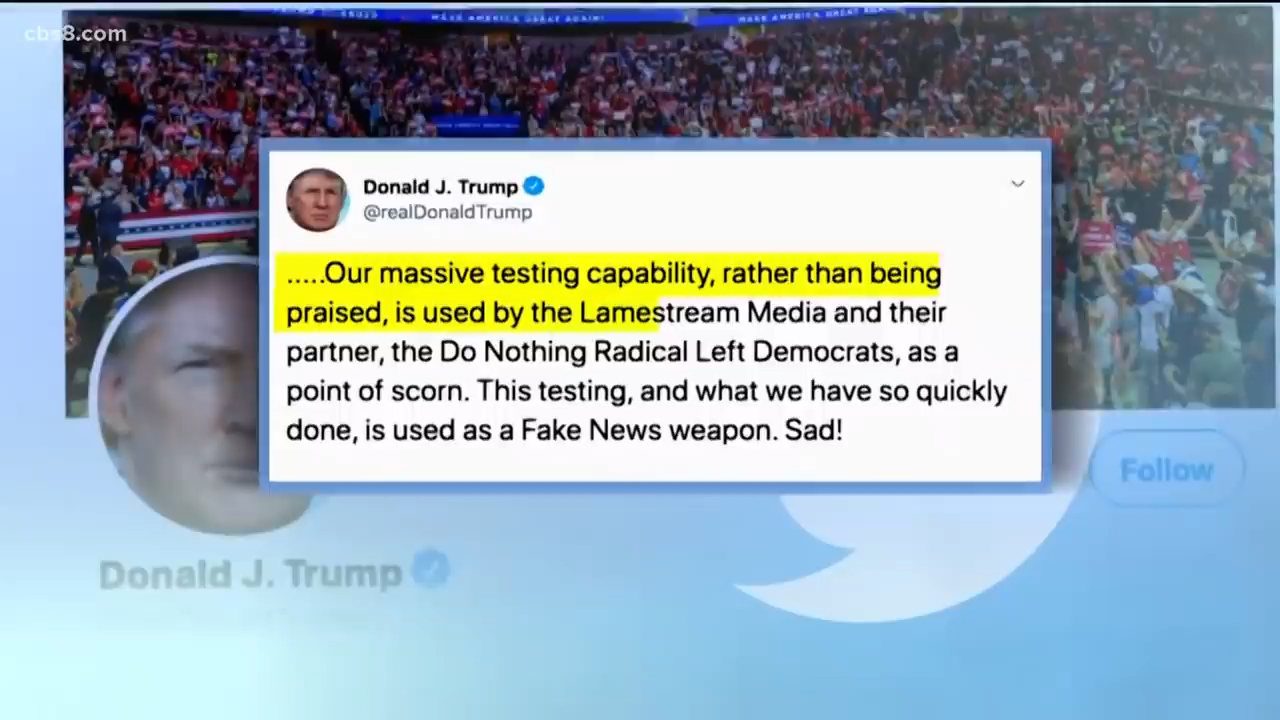 cbs8.com
MAKE AMERICA GREAT AGAIN!
MAKE AMERICA GREAT AGAIN!
Donald J. Trump
@realDonaldTrump
.....Our massive testing capability, rather than being
praised, is used by the Lamestream Media and their
partner, the Do Nothing Radical Left Democrats, as a
point of scorn. This testing, and what we have so quickly
done, is used as a Fake News weapon. Sad!
Follow
Donald J. Trump